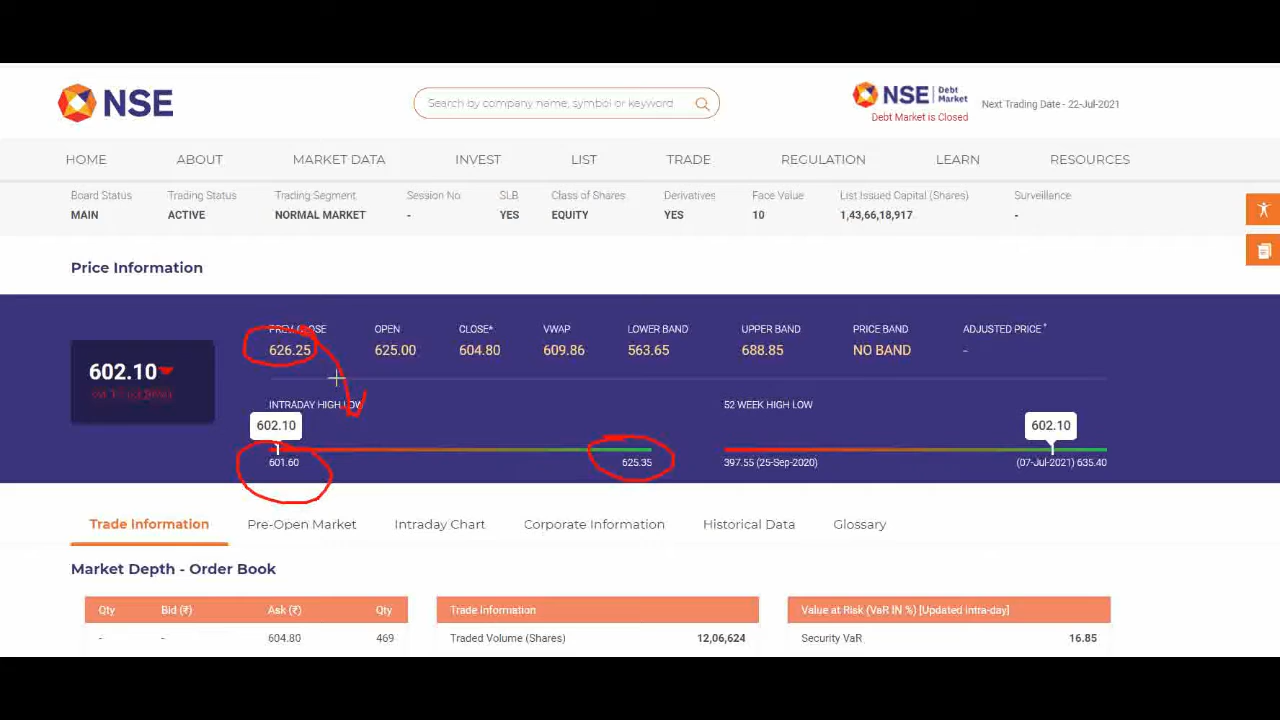 NSE
Search by company name, symbol or keyword
NSE Debt Market
Debt Market is Closed
Next Trading Date - 22-Jul-2021
HOME ABOUT MARKET DATA INVEST LIST TRADE REGULATION LEARN RESOURCES
Board Status Trading Status Trading Segment Session No SLB Class of Shares Derivatives Face Value List Issued Capital (Shares) Surveillance
MAIN ACTIVE NORMAL MARKET - YES EQUITY YES 10 1,43,66,18,917 -
Price Information
PREV. CLOSE OPEN CLOSE* VWAP LOWER BAND UPPER BAND PRICE BAND ADJUSTED PRICE*
626.25 625.00 604.80 609.86 563.65 688.85 NO BAND -
602.10
INTRADAY HIGH LOW 52 WEEK HIGH LOW
602.10 602.10
601.60 625.35 397.55 (25-Sep-2020) (07-Jul-2021) 635.40
Trade Information Pre-Open Market Intraday Chart Corporate Information Historical Data Glossary
Market Depth - Order Book
Qty Bid (₹) Ask (₹) Qty Trade Information Value at Risk (VaR IN %) [Updated Intra-day]
- - 604.80 469 Traded Volume (Shares) 12,06,624 Security VaR 16.85